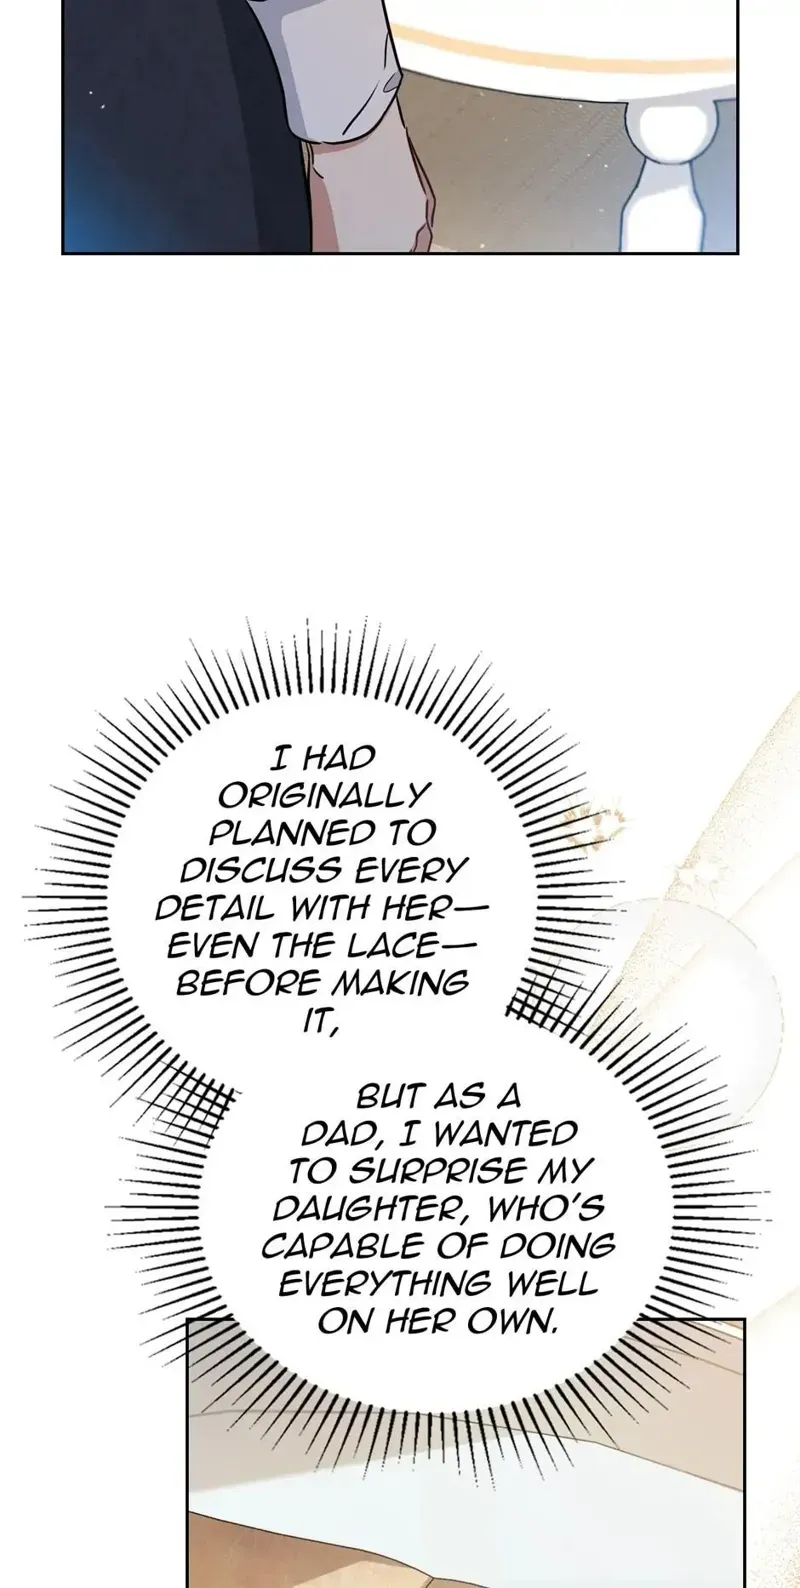 I HAD
ORIGINALLY
PLANNED TO
DISCUSS EVERY
DETAIL WITH HER—
EVEN THE LACE—
BEFORE MAKING
IT,
BUT AS A
DAD, I WANTED
TO SURPRISE MY
DAUGHTER, WHO'S
CAPABLE OF DOING
EVERYTHING WELL
ON HER OWN.